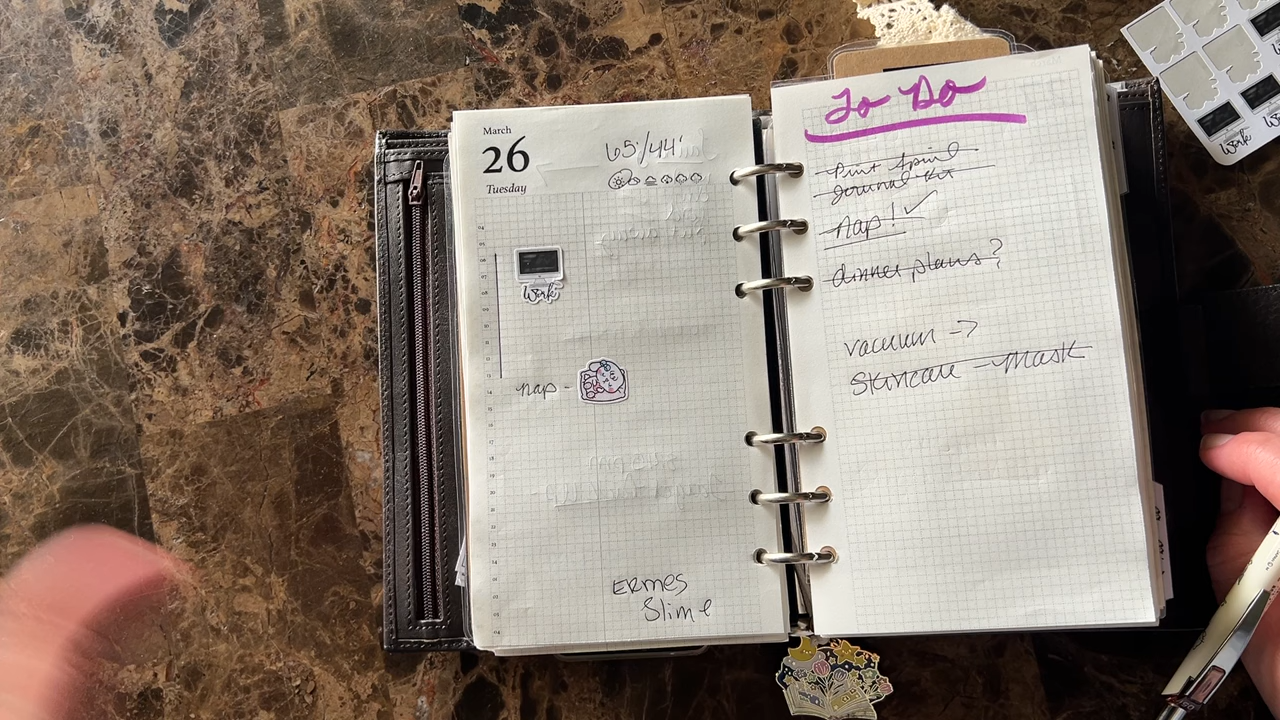 March
26
Tuesday
65°/44°
Work
nap -
Ermes
Slime
To Do
Print April
Journal Kit
nap! ✓
dinner plans?
vacuum ->
Skincare - mask
Work